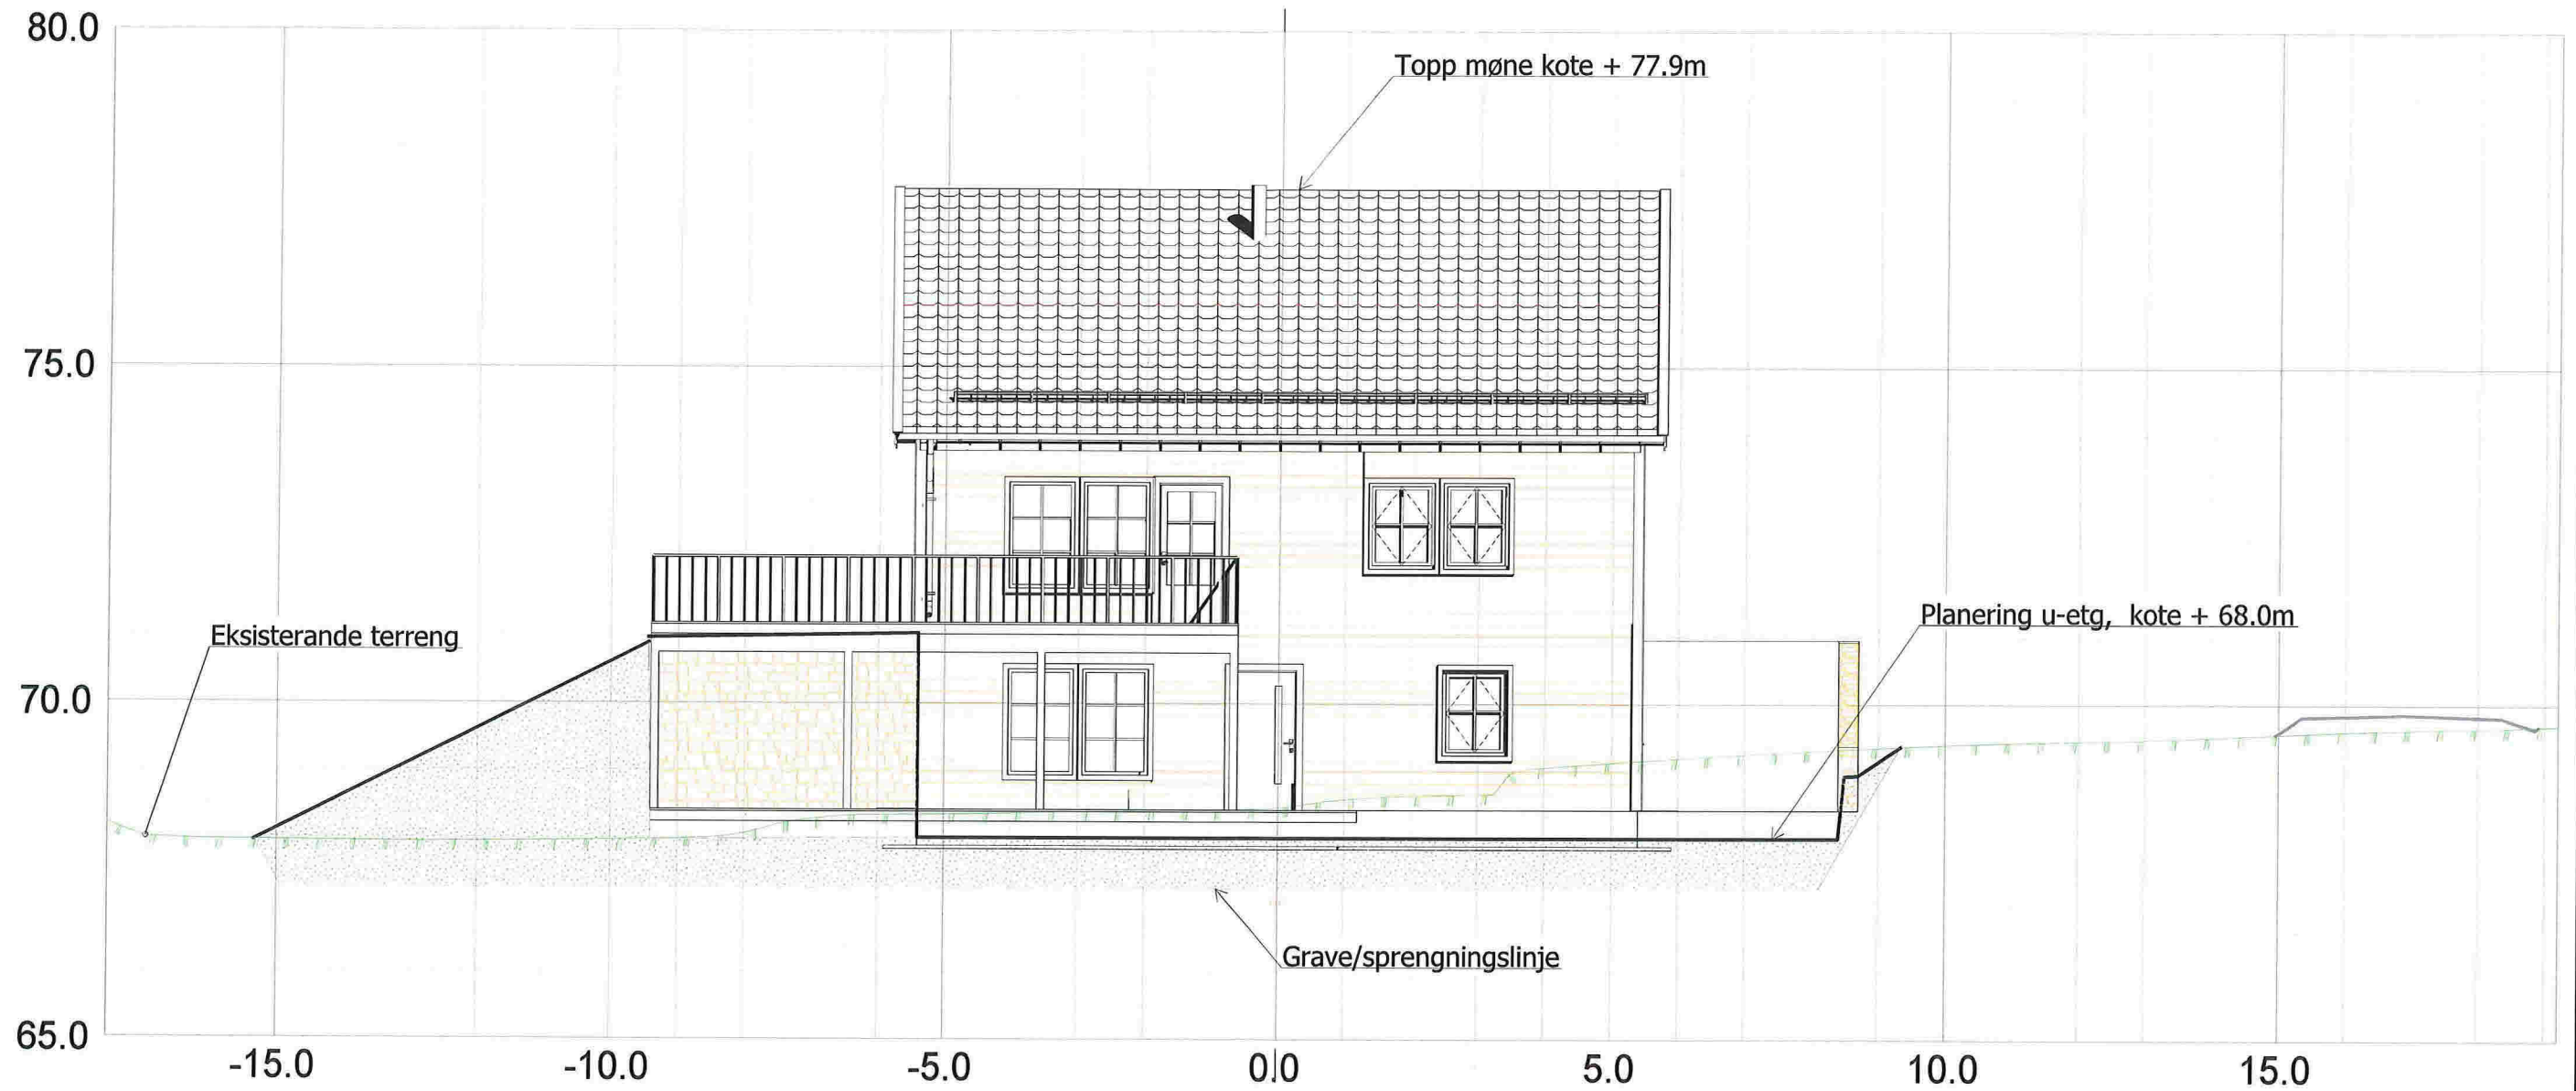 80.0
Topp møne kote + 77.9m
75.0
Planering u-etg, kote + 68.0m
Eksisterande terreng
70.0
Grave/sprengningslinje
65.0
-15.0
-10.0
-5.0
0.0
5.0
10.0
15.0